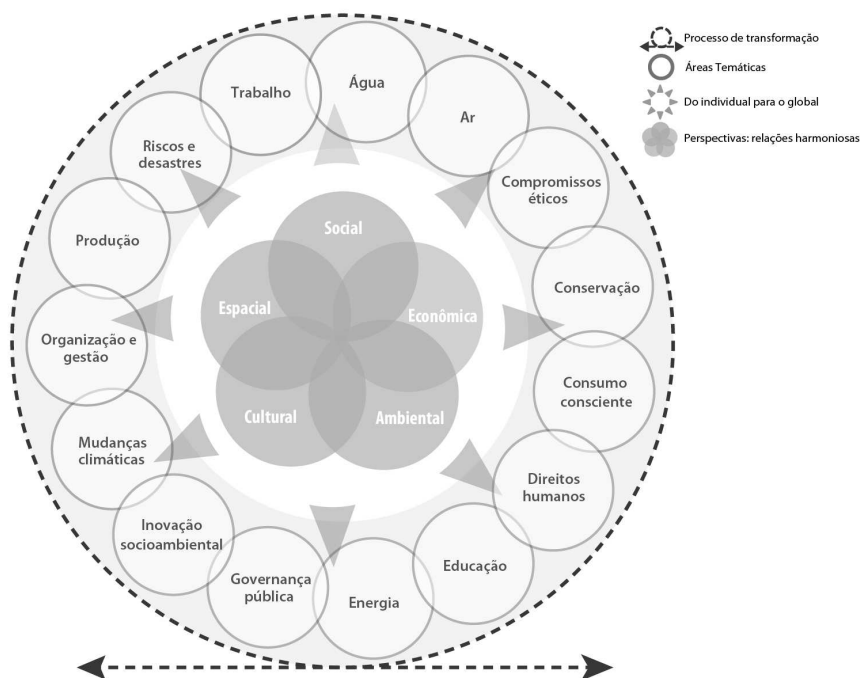 Processo de transformação
Áreas Temáticas
Do individual para o global
Perspectivas: relações harmoniosas
Água
Ar
Compromissos
éticos
Conservação
Consumo
consciente
Direitos
humanos
Educação
Energia
Governança
pública
Inovação
socioambiental
Mudanças
climáticas
Organização e
gestão
Produção
Riscos e
desastres
Trabalho
Social
Econômica
Ambiental
Cultural
Espacial